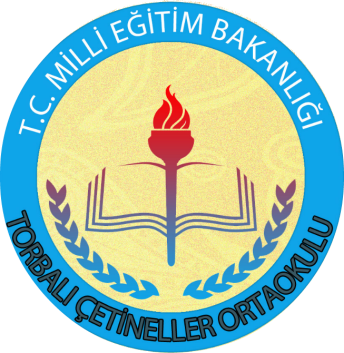 T.C. MİLLİ EĞİTİM BAKANLIĞI
TORBALI ÇETİNELLER ORTAOKULU